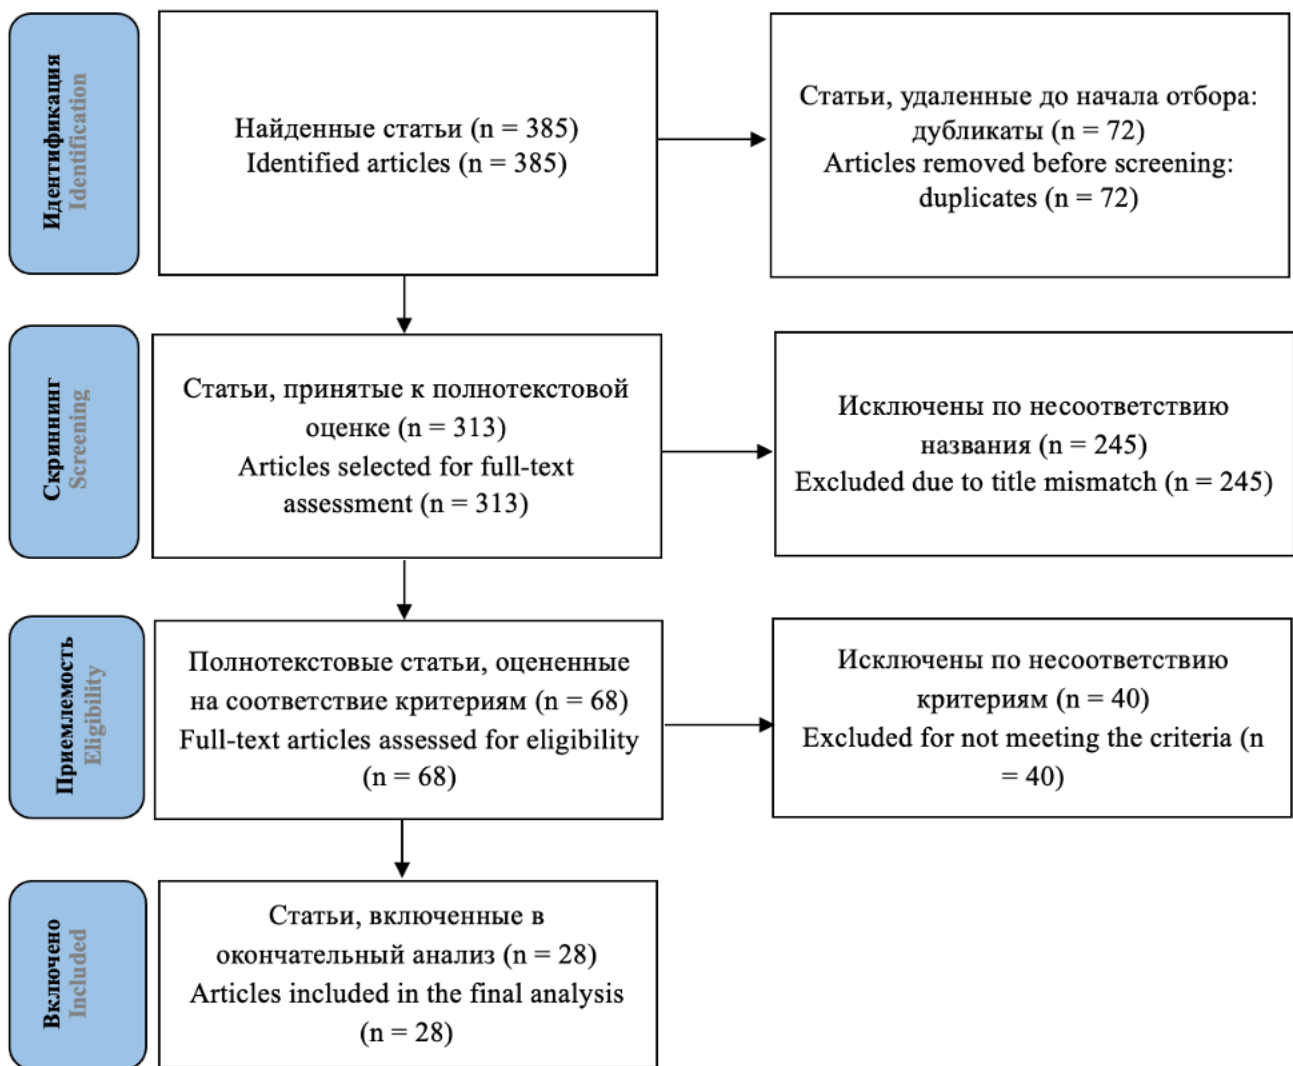 Идентификация
Identification
Найденные статьи (n = 385)
Identified articles (n = 385)
Статьи, удаленные до начала отбора:
дубликаты (n = 72)
Articles removed before screening:
duplicates (n = 72)
Скриннинг
Screening
Статьи, принятые к полнотекстовой
оценке (n = 313)
Articles selected for full-text
assessment (n = 313)
Исключены по несоответствию
названия (n = 245)
Excluded due to title mismatch (n = 245)
Приемлемость
Eligibility
Полнотекстовые статьи, оцененные
на соответствие критериям (n = 68)
Full-text articles assessed for eligibility
(n = 68)
Исключены по несоответствию
критериям (n = 40)
Excluded for not meeting the criteria (n
= 40)
Включено
Included
Статьи, включенные в
окончательный анализ (n = 28)
Articles included in the final analysis
(n = 28)